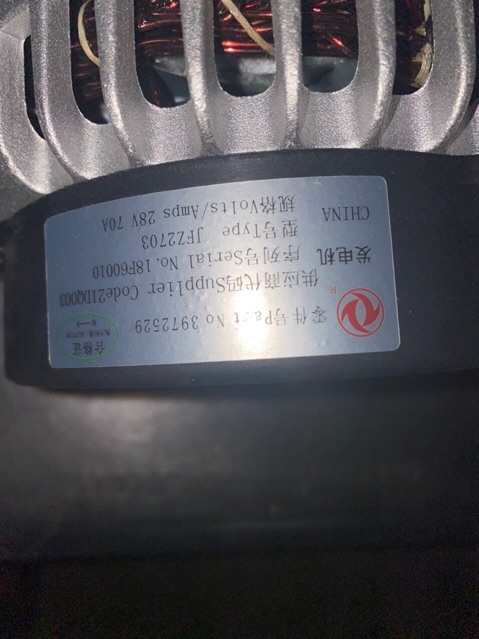 零件号Part No 3972529
供应商代码Supplier Code21DQ003
发电机 序列号Serial No. 18F60010
型号Type JFZ2703
CHINA 规格Volts/Amps 28V 70A
合格证